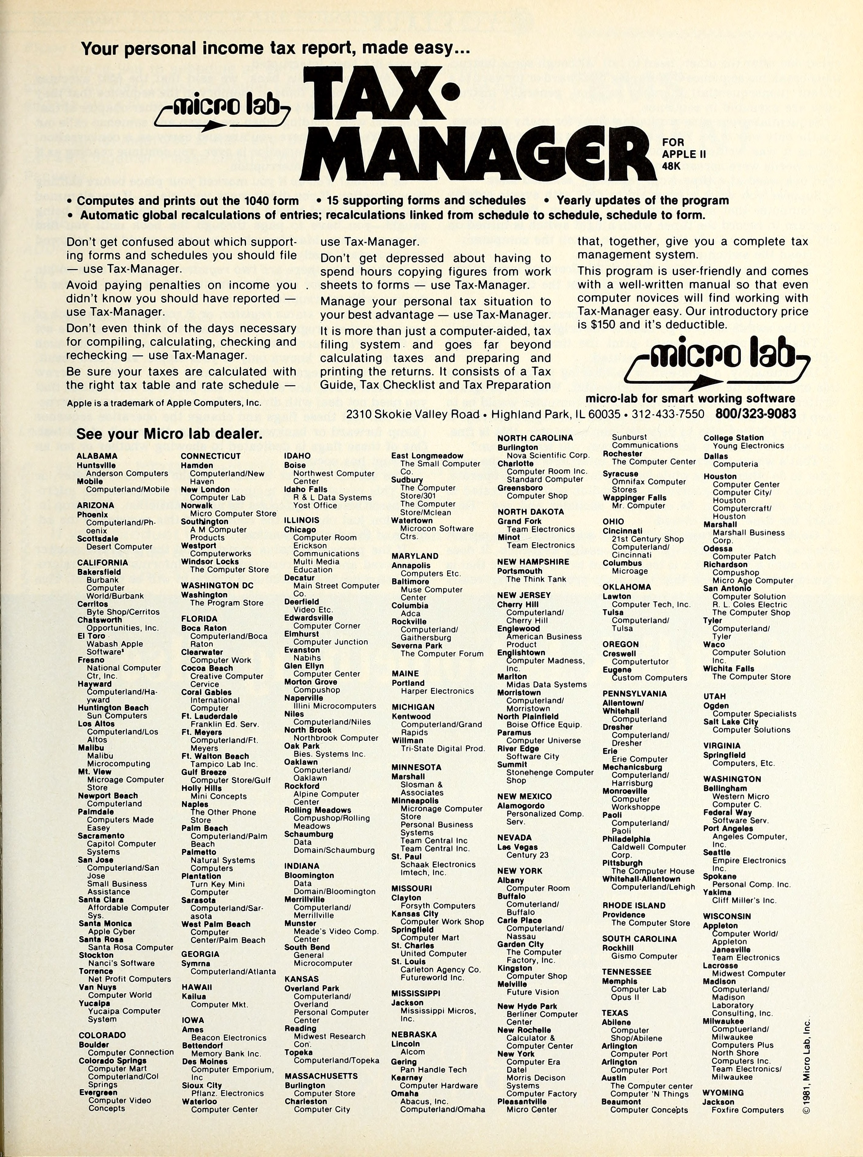 Your personal income tax report, made easy...
micro lab
TAX•
MANAGER
FOR
APPLE II
48K
• Computes and prints out the 1040 form • 15 supporting forms and schedules • Yearly updates of the program
• Automatic global recalculations of entries; recalculations linked from schedule to schedule, schedule to form.
Don't get confused about which support-
ing forms and schedules you should file
— use Tax-Manager.
Avoid paying penalties on income you
didn't know you should have reported —
use Tax-Manager.
Don't even think of the days necessary
for compiling, calculating, checking and
rechecking — use Tax-Manager.
Be sure your taxes are calculated with
the right tax table and rate schedule —
Apple is a trademark of Apple Computers, Inc.
use Tax-Manager.
Don't get depressed about having to
spend hours copying figures from work
sheets to forms — use Tax-Manager.
Manage your personal tax situation to
your best advantage — use Tax-Manager.
It is more than just a computer-aided, tax
filing system and goes far beyond
calculating taxes and preparing and
printing the returns. It consists of a Tax
Guide, Tax Checklist and Tax Preparation
that, together, give you a complete tax
management system.
This program is user-friendly and comes
with a well-written manual so that even
computer novices will find working with
Tax-Manager easy. Our introductory price
is $150 and it's deductible.
micro lab
micro-lab for smart working software
2310 Skokie Valley Road • Highland Park, IL 60035 • 312-433-7550 800/323-9083
See your Micro lab dealer.
ALABAMA
Huntsville
Anderson Computers
Mobile
Computerland/Mobile
ARIZONA
Phoenix
Computerland/Ph-
oenix
Scottsdale
Desert Computer
CALIFORNIA
Bakersfield
Burbank
Computer
World/Burbank
Cerritos
Byte Shop/Cerritos
Chatsworth
Opportunities, Inc.
El Toro
Wabash Apple
Software
Fresno
National Computer
Ctr, Inc.
Hayward
Computerland/Ha-
yward
Huntington Beach
Sun Computers
Los Altos
Computerland/Los
Altos
Malibu
Malibu
Microcomputing
Mt. View
Microage Computer
Store
Newport Beach
Computerland
Palmdale
Computers Made
Easy
Sacramento
Capitol Computer
Systems
San Jose
Computerland/San
Jose
Small Business
Assistance
Santa Clara
Affordable Computer
Sys.
Santa Monica
Apple Cyber
Santa Rosa
Santa Rosa Computer
Stockton
Nanci's Software
Torrence
Net Profit Computers
Van Nuys
Computer World
Yucaipa
Yucaipa Computer
System
COLORADO
Boulder
Computer Connection
Colorado Springs
Computer Mart
Computerland/Col
Springs
Evergreen
Computer Video
Concepts
CONNECTICUT
Hamden
Computerland/New
Haven
New London
Computer Lab
Norwalk
Micro Computer Store
Southington
A M Computer
Products
Westport
Computerworks
Windsor Locks
The Computer Store
WASHINGTON DC
Washington
The Program Store
FLORIDA
Boca Raton
Computerland/Boca
Raton
Clearwater
Computer Work
Cocoa Beach
Creative Computer
Cervice
Coral Gables
International
Computer
Ft. Lauderdale
Franklin Ed. Serv.
Ft. Meyers
Computerland/Ft.
Meyers
Ft. Walton Beach
Tampico Lab Inc.
Gulf Breeze
Computer Store/Gulf
Holly Hills
Mini Concepts
Naples
The Other Phone
Store
Palm Beach
Computerland/Palm
Beach
Palmetto
Natural Systems
Computers
Plantation
Turn Key Mini
Computer
Sarasota
Computerland/Sar-
asota
West Palm Beach
Computer
Center/Palm Beach
GEORGIA
Symrna
Computerland/Atlanta
HAWAII
Kailua
Computer Mkt.
IOWA
Ames
Beacon Electronics
Bettendorf
Memory Bank Inc.
Des Moines
Computer Emporium,
Inc
Sioux City
Pflanz. Electronics
Waterloo
Computer Center
IDAHO
Boise
Northwest Computer
Center
Idaho Falls
R & L Data Systems
Yost Office
ILLINOIS
Chicago
Computer Room
Erickson
Communications
Multi Media
Education
Decatur
Main Street Computer
Co.
Deerfield
Video Etc.
Edwardsville
Computer Corner
Elmhurst
Computer Junction
Evanston
Nabihs
Glen Ellyn
Computer Center
Morton Grove
Compushop
Naperville
Illini Microcomputers
Niles
Computerland/Niles
North Brook
Northbrook Computer
Oak Park
Bies. Systems Inc.
Oaklawn
Computerland/
Oaklawn
Rockford
Alpine Computer
Center
Rolling Meadows
Compushop/Rolling
Meadows
Schaumburg
Data
Domain/Schaumburg
INDIANA
Bloomington
Data
Domain/Bloomington
Merrillville
Computerland/
Merrillville
Munster
Meade's Video Comp.
Center
South Bend
General
Microcomputer
KANSAS
Overland Park
Computerland/
Overland
Personal Computer
Center
Reading
Midwest Research
Con.
Topeka
Computerland/Topeka
MASSACHUSETTS
Burlington
Computer Store
Charleston
Computer City
East Longmeadow
The Small Computer
Co.
Sudbury
The Computer
Store/301
The Computer
Store/Mclean
Watertown
Microcon Software
Ctrs.
MARYLAND
Annapolis
Computers Etc.
Baltimore
Muse Computer
Center
Columbia
Adca
Rockville
Computerland/
Gaithersburg
Severna Park
The Computer Forum
MAINE
Portland
Harper Electronics
MICHIGAN
Kentwood
Computerland/Grand
Rapids
Willman
Tri-State Digital Prod.
MINNESOTA
Marshall
Slosman &
Associates
Minneapolis
Micronage Computer
Store
Personal Business
Systems
Team Central Inc
Team Central Inc.
St. Paul
Schaak Electronics
Imtech, Inc.
MISSOURI
Clayton
Forsyth Computers
Kansas City
Computer Work Shop
Springfield
Computer Mart
St. Charles
United Computer
St. Louis
Carleton Agency Co.
Futureworld Inc.
MISSISSIPPI
Jackson
Mississippi Micros,
Inc.
NEBRASKA
Lincoln
Alcom
Gering
Pan Handle Tech
Kearney
Computer Hardware
Omaha
Abacus, Inc.
Computerland/Omaha
NORTH CAROLINA
Burlington
Nova Scientific Corp.
Charlotte
Computer Room Inc.
Standard Computer
Greensboro
Computer Shop
NORTH DAKOTA
Grand Fork
Team Electronics
Minot
Team Electronics
NEW HAMPSHIRE
Portsmouth
The Think Tank
NEW JERSEY
Cherry Hill
Computerland/
Cherry Hill
Englewood
American Business
Product
Englishtown
Computer Madness,
Inc.
Marlton
Midas Data Systems
Morristown
Computerland/
Morristown
North Plainfield
Boise Office Equip.
Paramus
Computer Universe
River Edge
Software City
Summit
Stonehenge Computer
Shop
NEW MEXICO
Alamogordo
Personalized Comp.
Serv.
NEVADA
Las Vegas
Century 23
NEW YORK
Albany
Computer Room
Buffalo
Comuterland/
Buffalo
Carle Place
Computerland/
Nassau
Garden City
The Computer
Factory, Inc.
Kingston
Computer Shop
Melville
Future Vision
New Hyde Park
Berliner Computer
Center
New Rochelle
Calculator &
Computer Center
New York
Computer Era
Datel
Morris Decison
Systems
Computer Factory
Pleasantville
Micro Center
Sunburst
Communications
Rochester
The Computer Center
Syracuse
Omnifax Computer
Stores
Wappinger Falls
Mr. Computer
OHIO
Cincinnati
21st Century Shop
Computerland/
Cincinnati
Columbus
Microage
OKLAHOMA
Lawton
Computer Tech, Inc.
Tulsa
Computerland/
Tulsa
OREGON
Creswell
Computertutor
Eugene
Custom Computers
PENNSYLVANIA
Allentown/
Whitehall
Computerland
Dresher
Computerland/
Dresher
Erie
Erie Computer
Mechanicsburg
Computerland/
Harrisburg
Monroeville
Computer
Workshoppe
Paoli
Computerland/
Paoli
Philadelphia
Caldwell Computer
Corp.
Pittsburgh
The Computer House
Whitehall-Allentown
Computerland/Lehigh
RHODE ISLAND
Providence
The Computer Store
SOUTH CAROLINA
Rockhill
Gismo Computer
TENNESSEE
Memphis
Computer Lab
Opus II
TEXAS
Abilene
Computer
Shop/Abilene
Arlington
Computer Port
Arlington
Computer Port
Austin
The Computer center
Computer 'N Things
Beaumont
Computer Concepts
College Station
Young Electronics
Dallas
Computeria
Houston
Computer Center
Computer City/
Houston
Computercraft/
Houston
Marshall
Marshall Business
Corp.
Odessa
Computer Patch
Richardson
Compushop
Micro Age Computer
San Antonio
Computer Solution
R. L. Coles Electric
The Computer Shop
Tyler
Computerland/
Tyler
Waco
Computer Solution
Inc.
Wichita Falls
The Computer Store
UTAH
Ogden
Computer Specialists
Salt Lake City
Computer Solutions
VIRGINIA
Springfield
Computers, Etc.
WASHINGTON
Bellingham
Western Micro
Computer C.
Federal Way
Software Serv.
Port Angeles
Angeles Computer,
Inc.
Seattle
Empire Electronics
Inc.
Spokane
Personal Comp. Inc.
Yakima
Cliff Miller's Inc.
WISCONSIN
Appleton
Computer World/
Appleton
Janesville
Team Electronics
Lacrosse
Midwest Computer
Madison
Computerland/
Madison
Laboratory
Consulting, Inc.
Milwaukee
Comptuerland/
Milwaukee
Computers Plus
North Shore
Computers Inc.
Team Electronics/
Milwaukee
WYOMING
Jackson
Foxfire Computers
© 1981, Micro Lab, Inc.